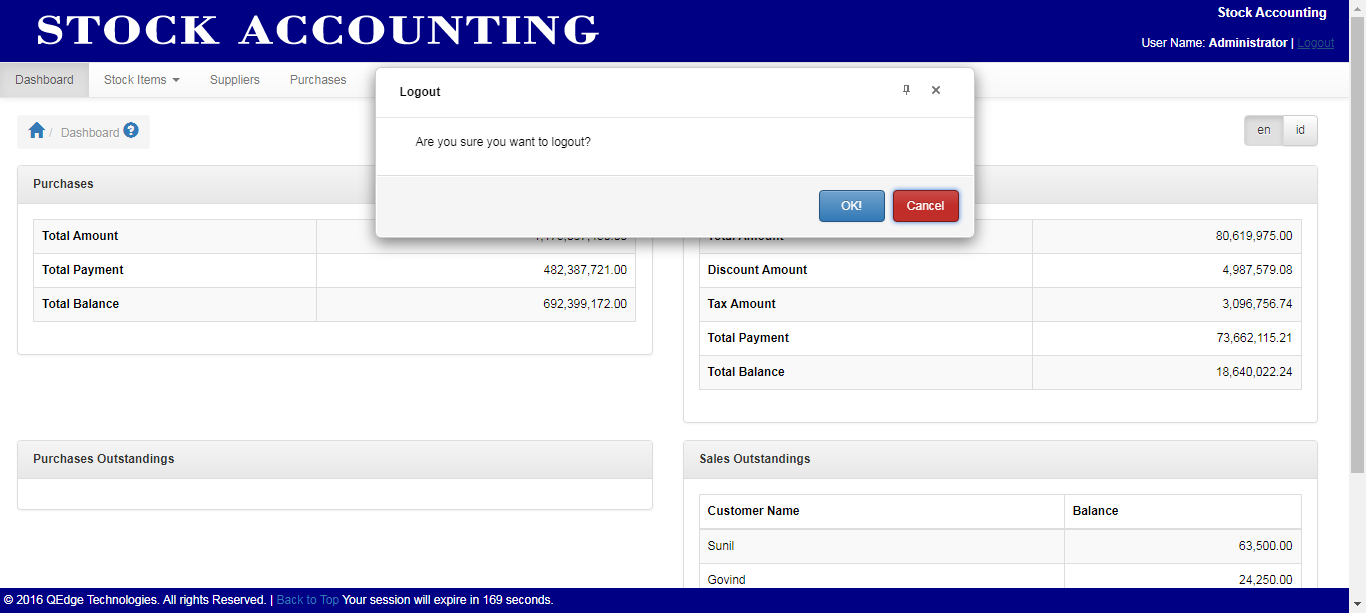 STOCK ACCOUNTING
Stock Accounting
User Name: Administrator | Logout
Dashboard Stock Items Suppliers Purchases
Logout
Are you sure you want to logout?
OK! Cancel
/ Dashboard
en id
Purchases
Total Amount
Total Payment 482,387,721.00
Total Balance 692,399,172.00
Total Amount 80,619,975.00
Discount Amount 4,987,579.08
Tax Amount 3,096,756.74
Total Payment 73,662,115.21
Total Balance 18,640,022.24
Purchases Outstandings
Sales Outstandings
Customer Name Balance
Sunil 63,500.00
Govind 24,250.00
© 2016 QEdge Technologies. All rights Reserved. | Back to Top Your session will expire in 169 seconds.